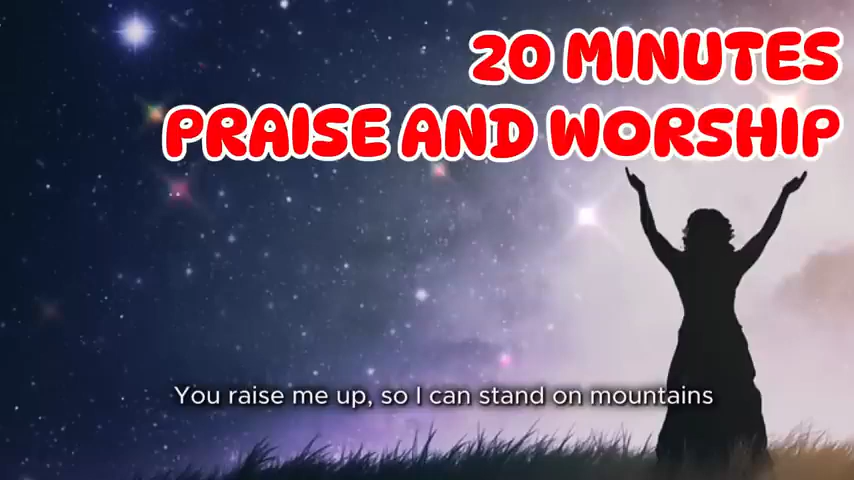 20 MINUTES
PRAISE AND WORSHIP
You raise me up, so I can stand on mountains